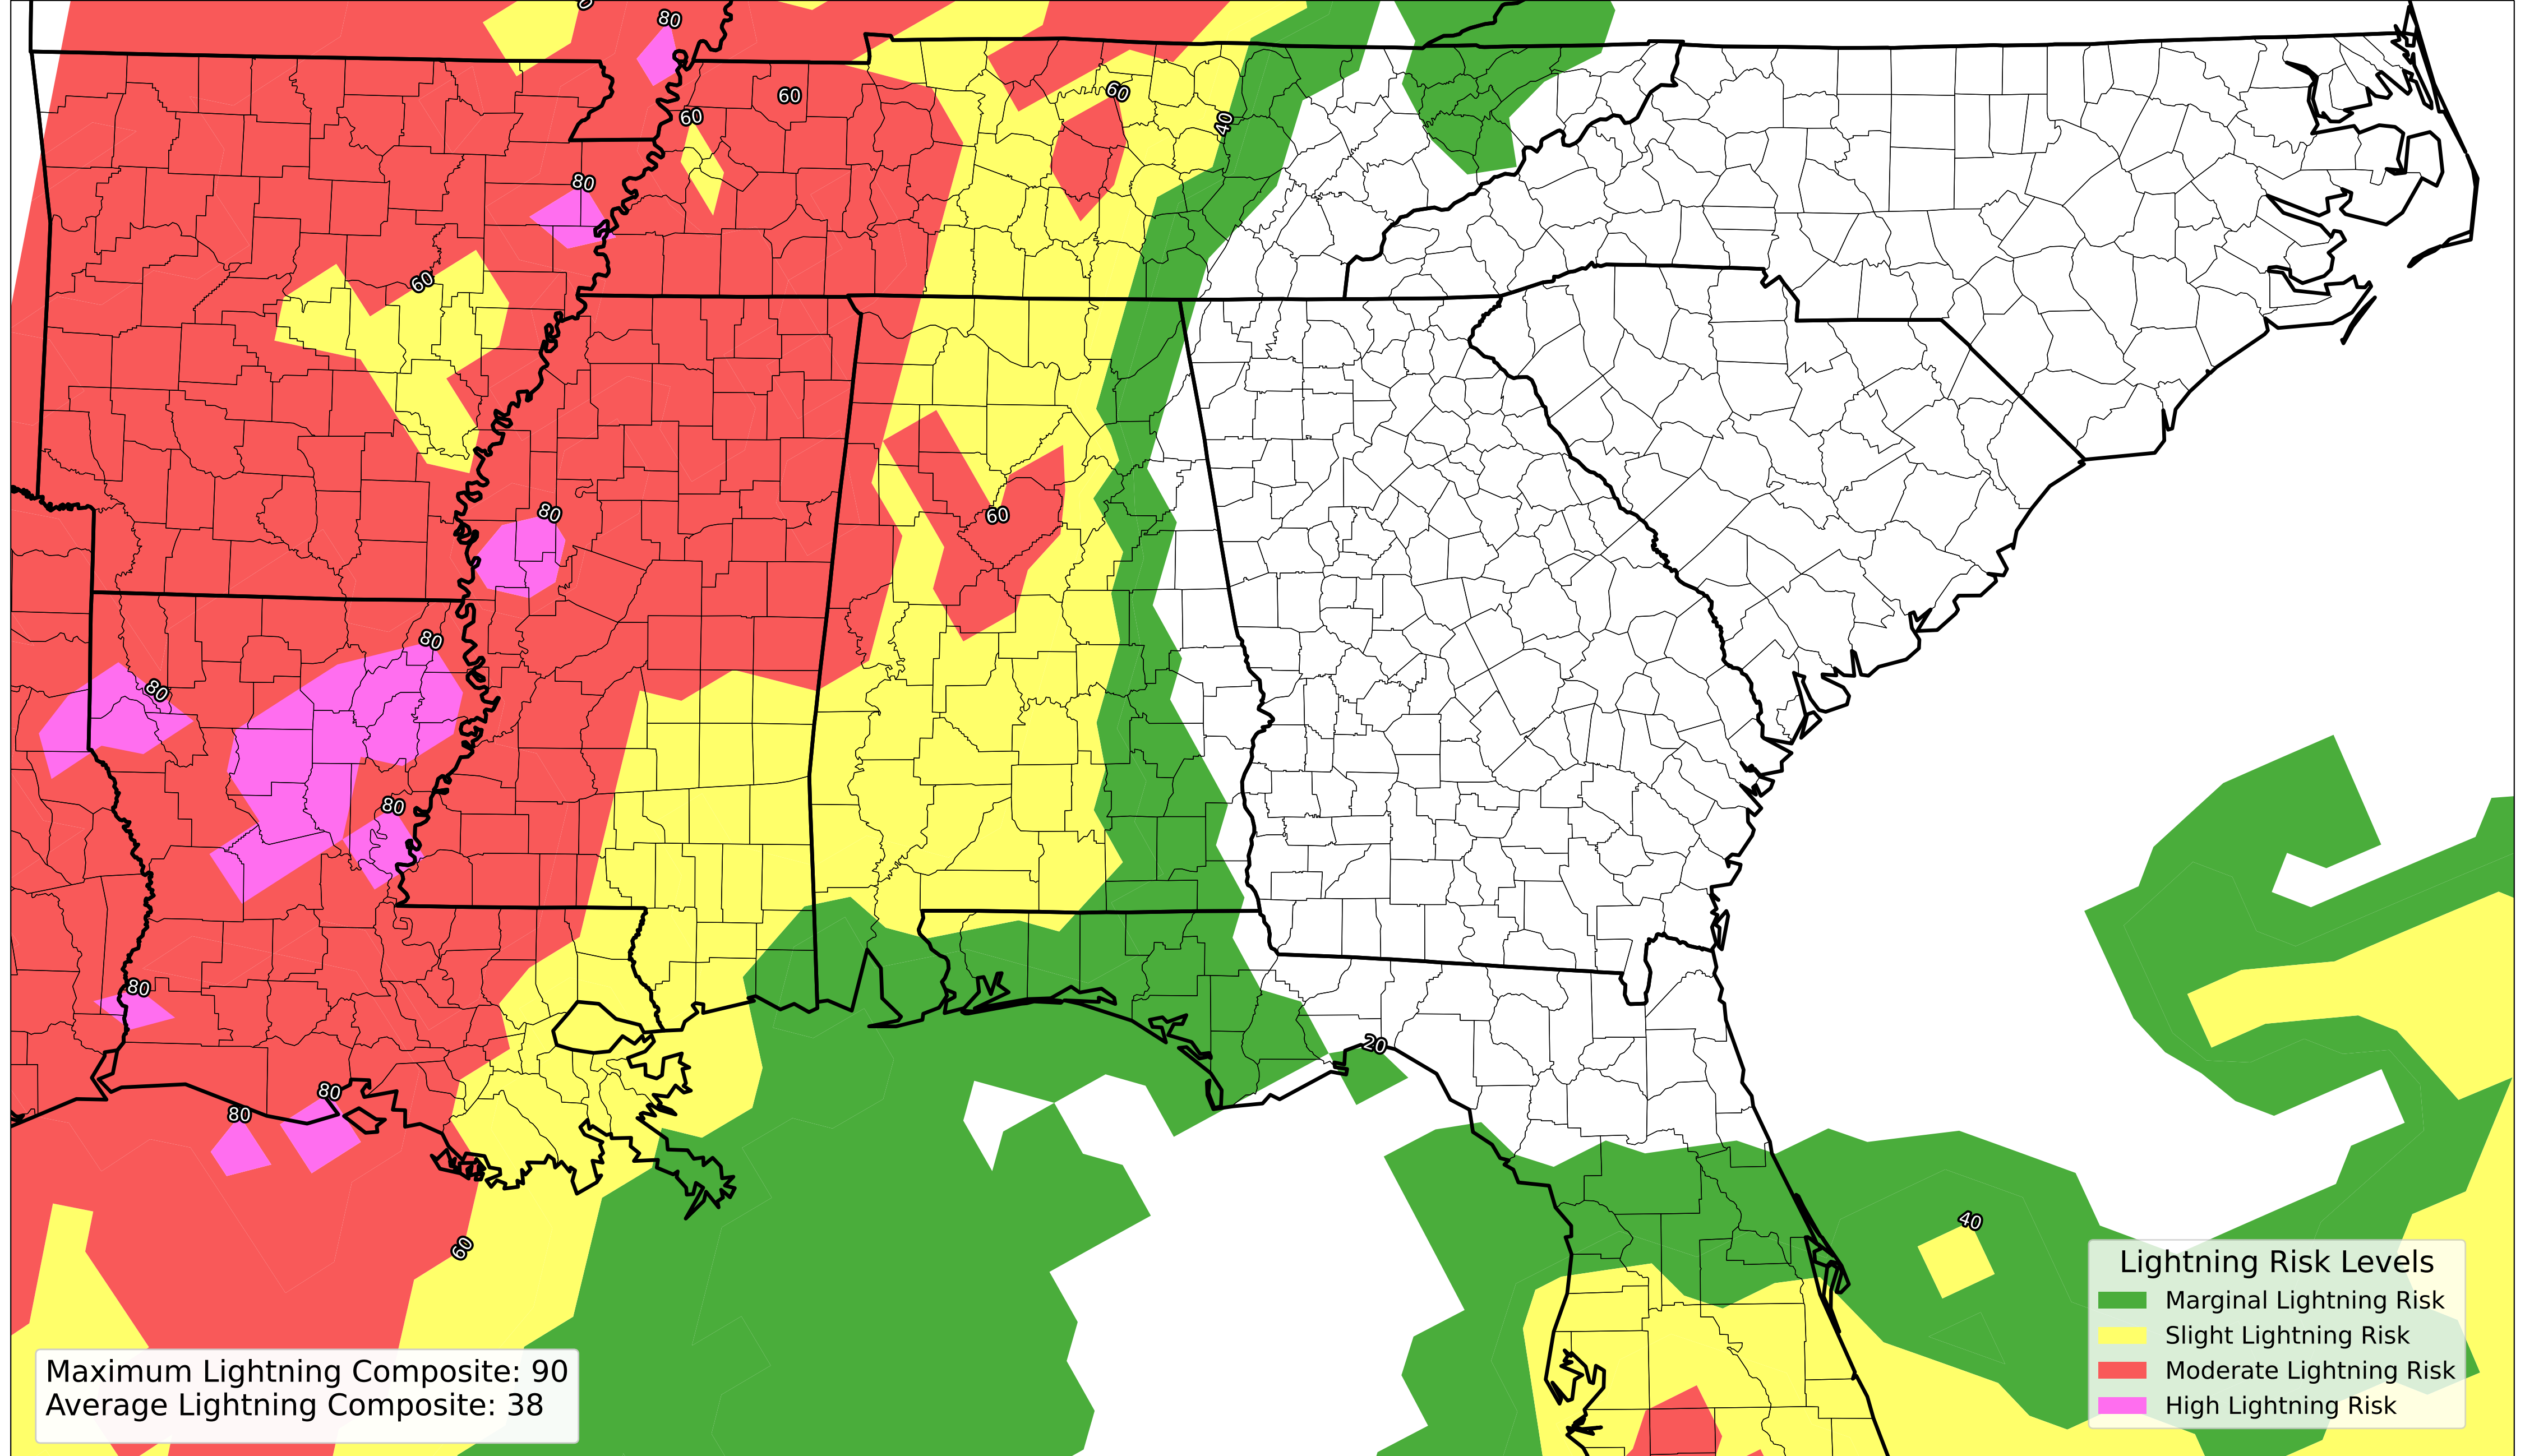 80
60
60
60
40
80
60
80
60
80
80
80
80
20
80
80
40
60
Lightning Risk Levels
Marginal Lightning Risk
Slight Lightning Risk
Moderate Lightning Risk
High Lightning Risk
Maximum Lightning Composite: 90
Average Lightning Composite: 38